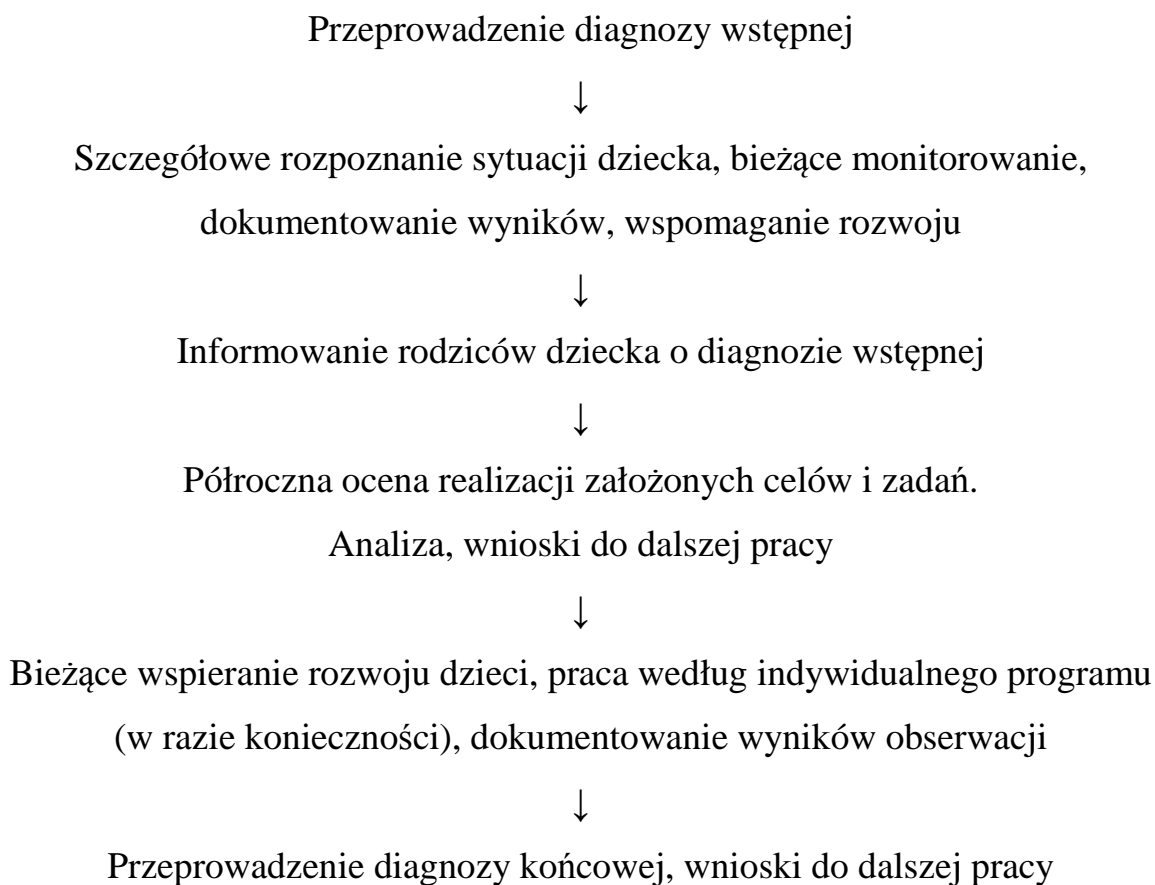 Przeprowadzenie diagnozy wstępnej
↓
Szczegółowe rozpoznanie sytuacji dziecka, bieżące monitorowanie,
dokumentowanie wyników, wspomaganie rozwoju
↓
Informowanie rodziców dziecka o diagnozie wstępnej
↓
Półroczna ocena realizacji założonych celów i zadań.
Analiza, wnioski do dalszej pracy
↓
Bieżące wspieranie rozwoju dzieci, praca według indywidualnego programu
(w razie konieczności), dokumentowanie wyników obserwacji
↓
Przeprowadzenie diagnozy końcowej, wnioski do dalszej pracy